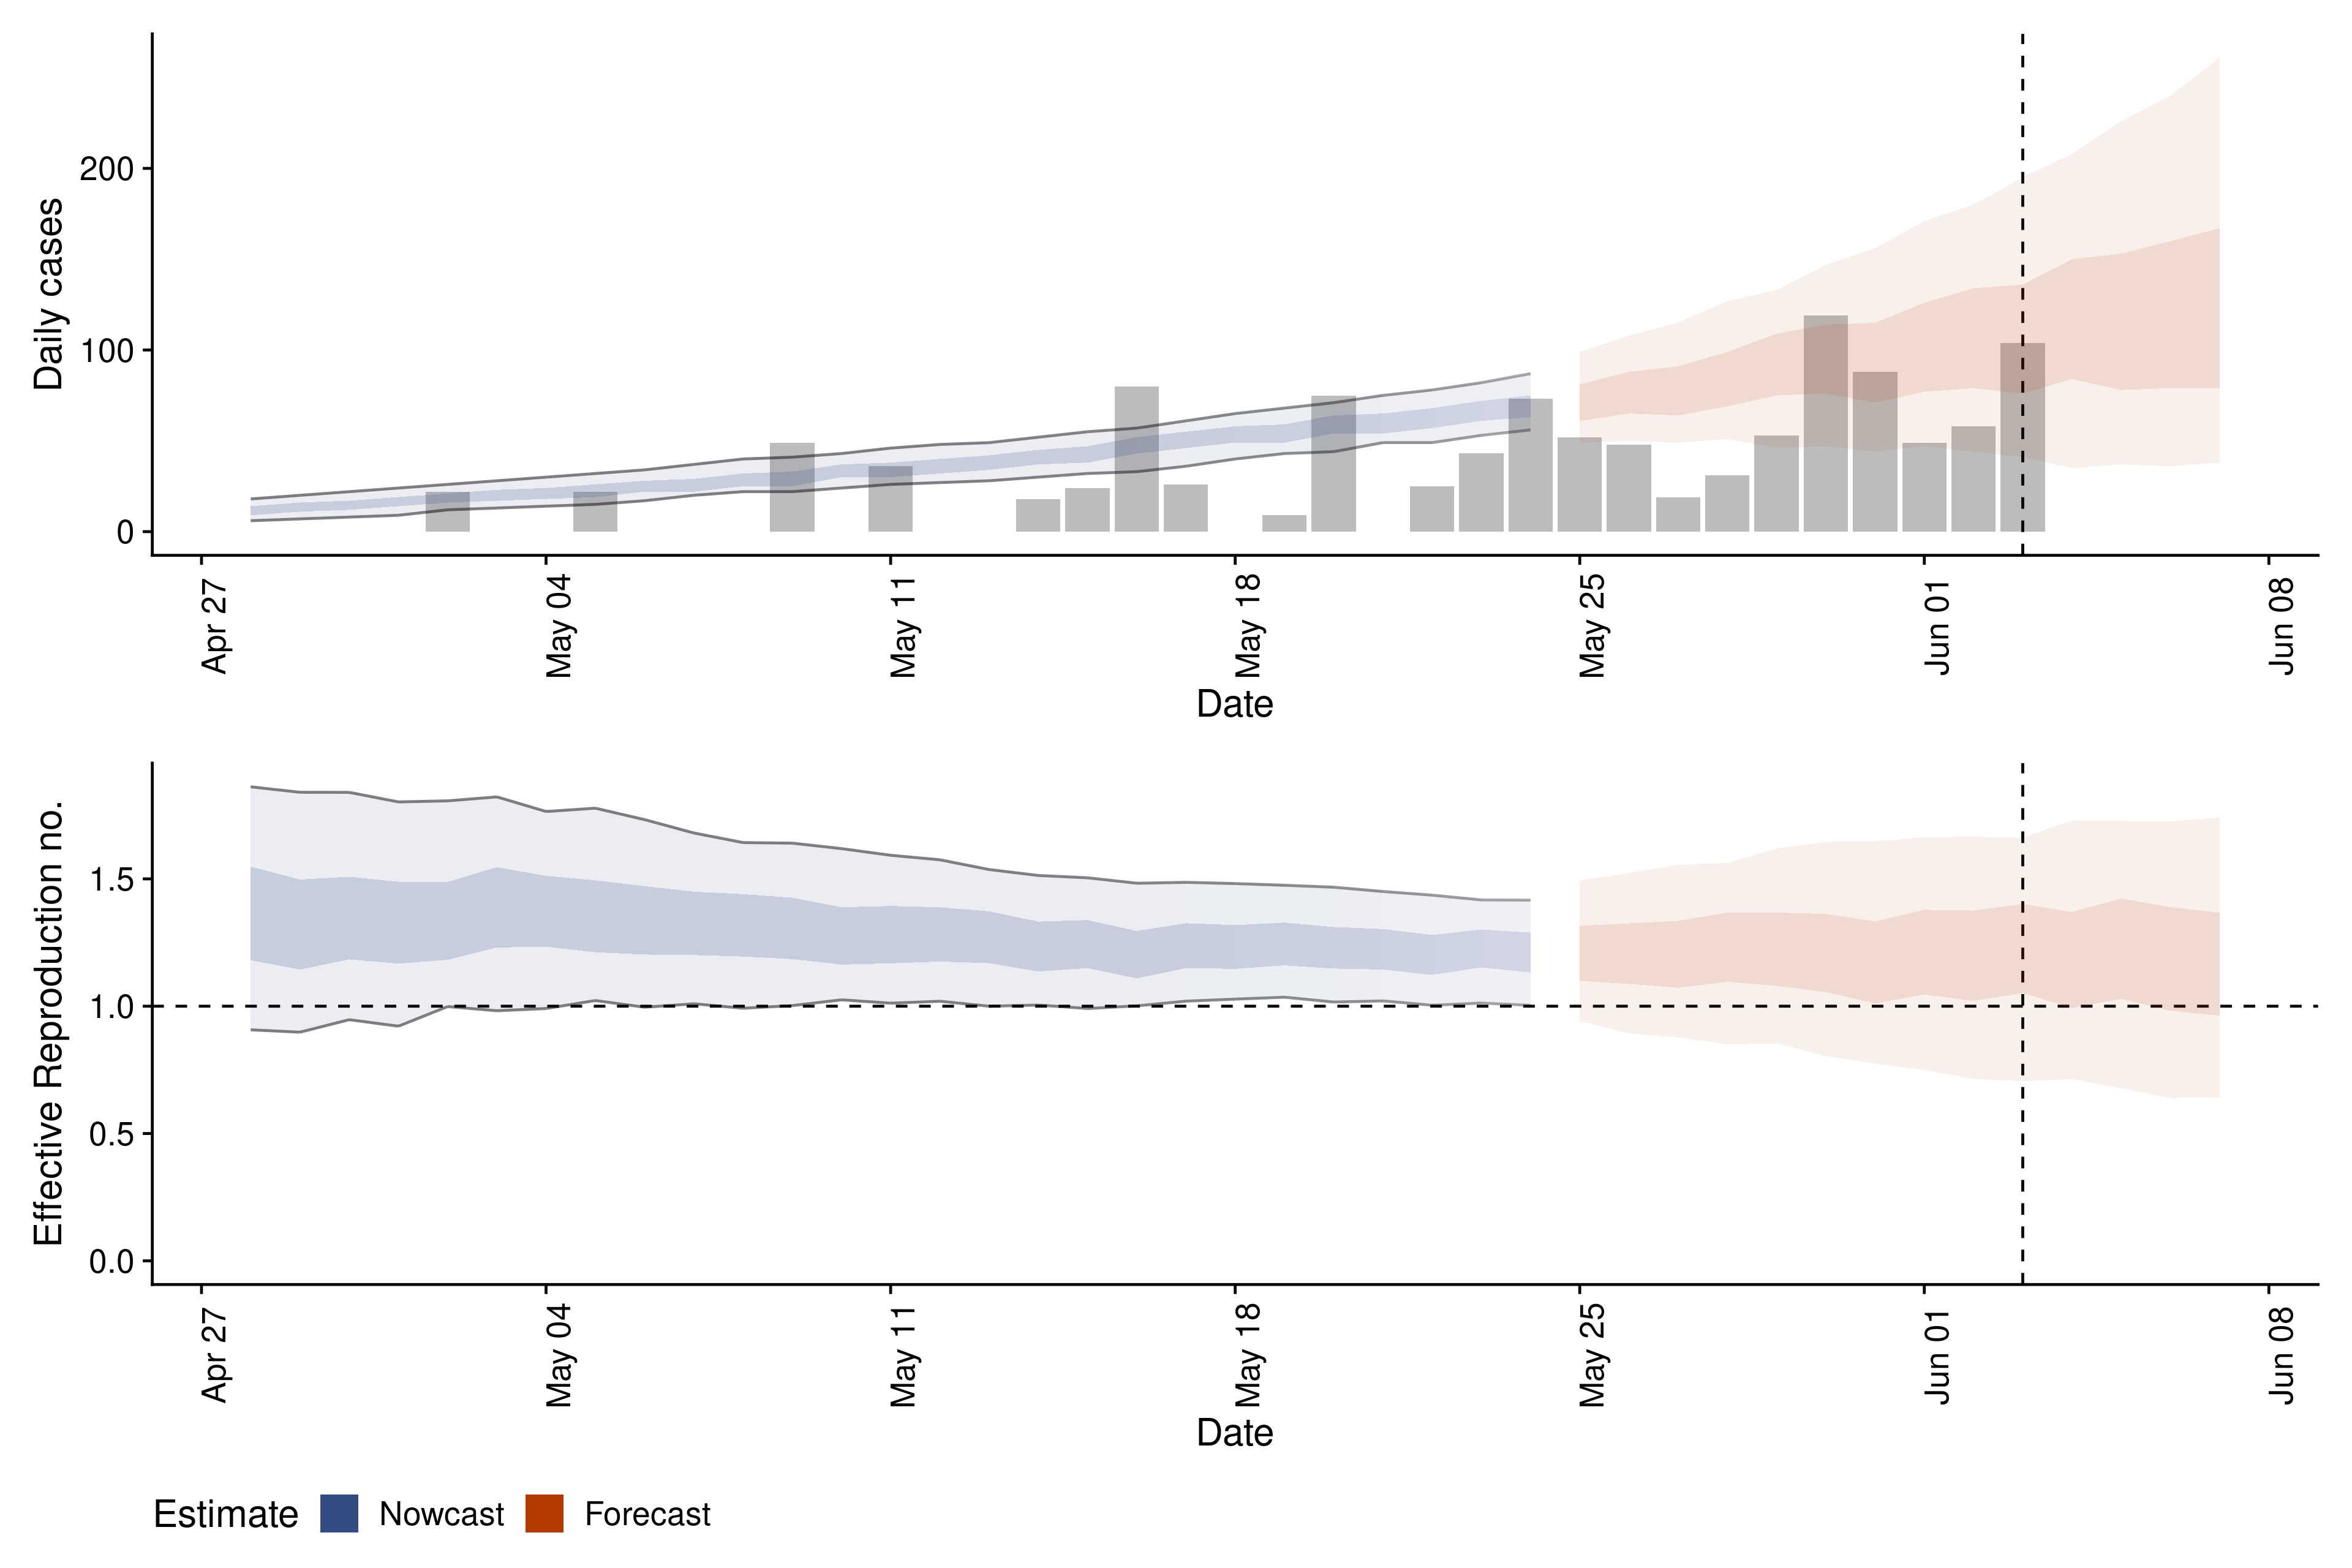 Daily cases
200
100
0
Apr 27
May 04
May 11
May 18
May 25
Jun 01
Jun 08
Date
Effective Reproduction no.
1.5
1.0
0.5
0.0
Apr 27
May 04
May 11
May 18
May 25
Jun 01
Jun 08
Date
Estimate Nowcast Forecast